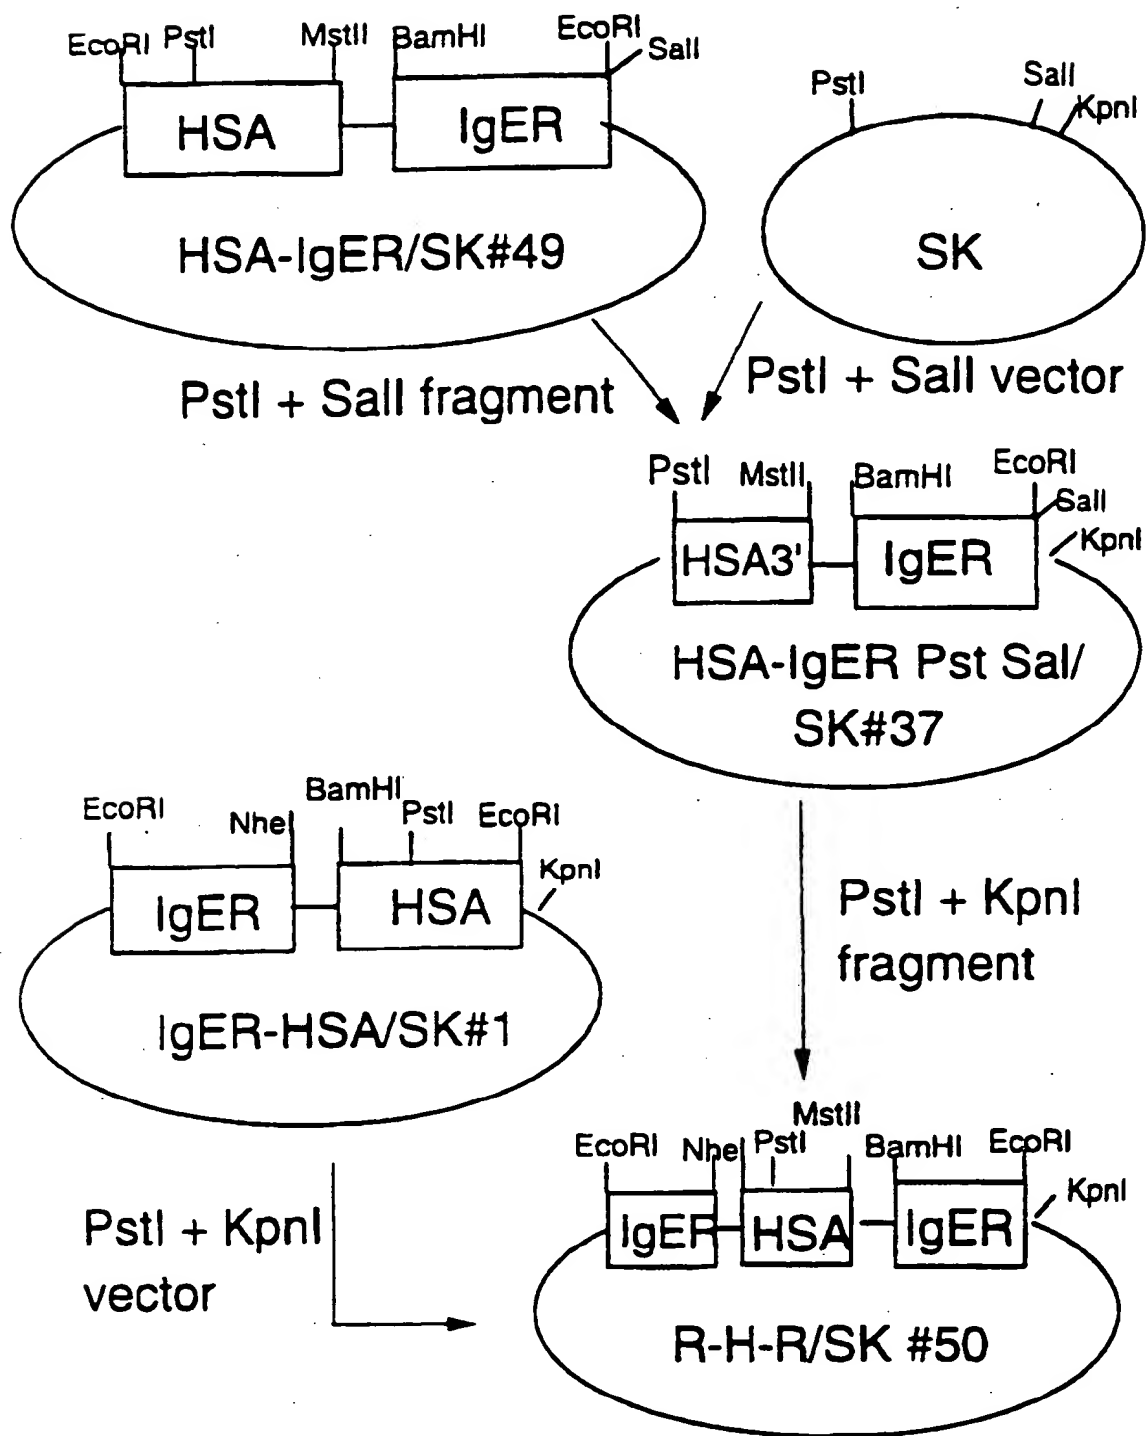 EcoRI PstI MstII BamHI EcoRI SalI
HSA IgER
HSA-IgER/SK#49
PstI SalI KpnI
SK
PstI + SalI fragment
PstI + SalI vector
PstI MstII BamHI EcoRI SalI KpnI
HSA3' IgER
HSA-IgER Pst Sal/
SK#37
EcoRI NheI BamHI PstI EcoRI KpnI
IgER HSA
IgER-HSA/SK#1
PstI + KpnI
fragment
PstI + KpnI
vector
EcoRI NheI PstI MstII BamHI EcoRI KpnI
IgER HSA IgER
R-H-R/SK #50